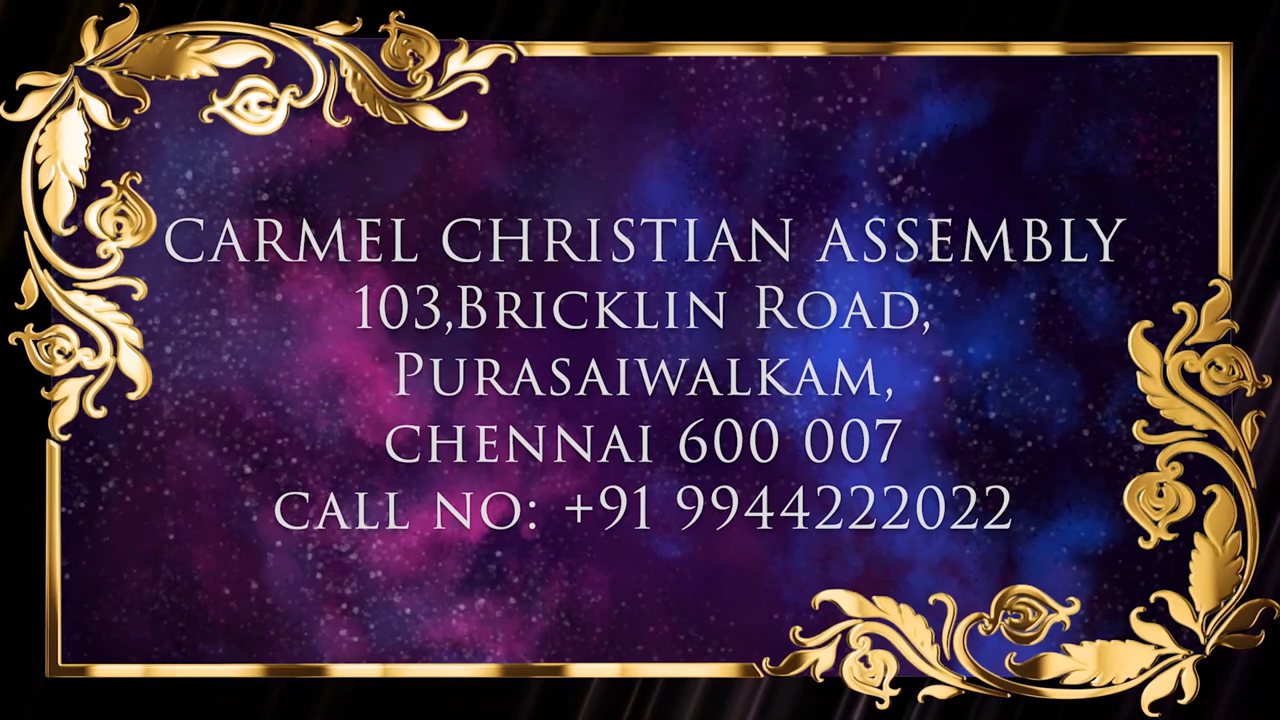 CARMEL CHRISTIAN ASSEMBLY
103,Bricklin Road,
Purasaiwalkam,
chennai 600 007
call no: +91 9944222022